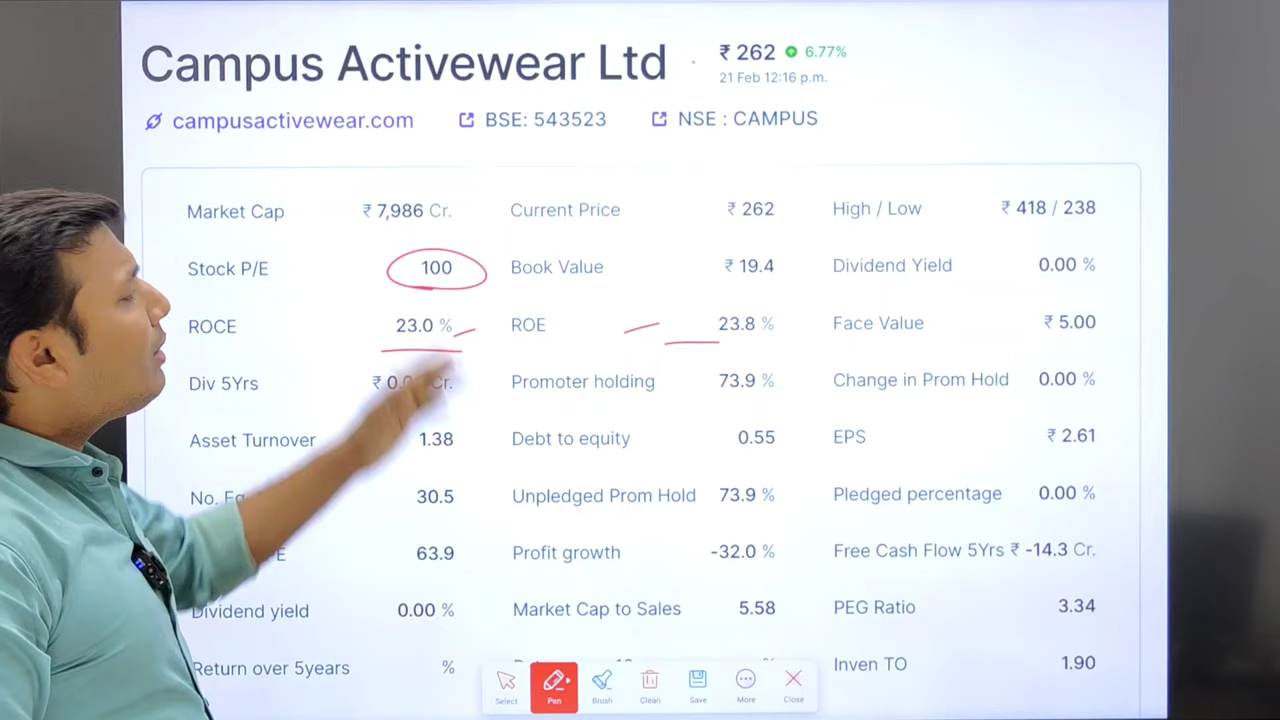 Campus Activewear Ltd
₹ 262 6.77%
21 Feb 12:16 p.m.
campusactivewear.com BSE: 543523 NSE : CAMPUS
Market Cap ₹ 7,986 Cr. Current Price ₹ 262 High / Low ₹ 418 / 238
Stock P/E 100 Book Value ₹ 19.4 Dividend Yield 0.00 %
ROCE 23.0 % ROE 23.8 % Face Value ₹ 5.00
Div 5Yrs ₹ Cr. Promoter holding 73.9 % Change in Prom Hold 0.00 %
Asset Turnover 1.38 Debt to equity 0.55 EPS ₹ 2.61
No. 30.5 Unpledged Prom Hold 73.9 % Pledged percentage 0.00 %
63.9 Profit growth -32.0 % Free Cash Flow 5Yrs ₹ -14.3 Cr.
Dividend yield 0.00 % Market Cap to Sales 5.58 PEG Ratio 3.34
Return over 5years % Inven TO 1.90
Select Pen Brush Clean Save More Close